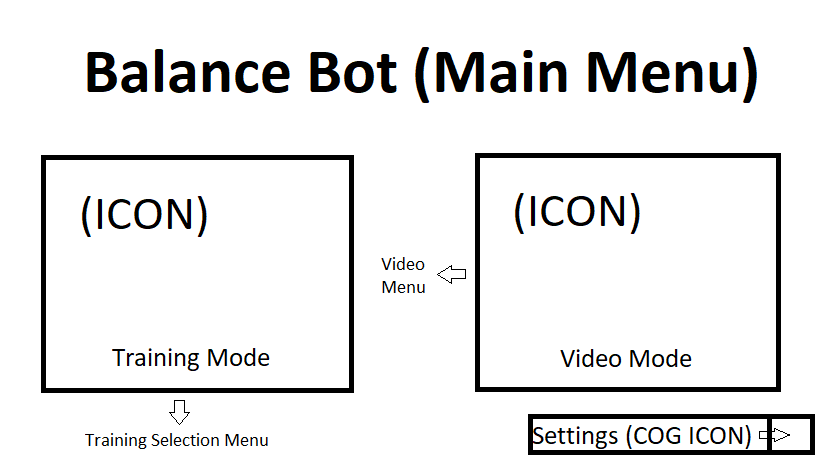 Balance Bot (Main Menu)
(ICON)
(ICON)
Video
Menu
Training Mode
Video Mode
Training Selection Menu
Settings (COG ICON)